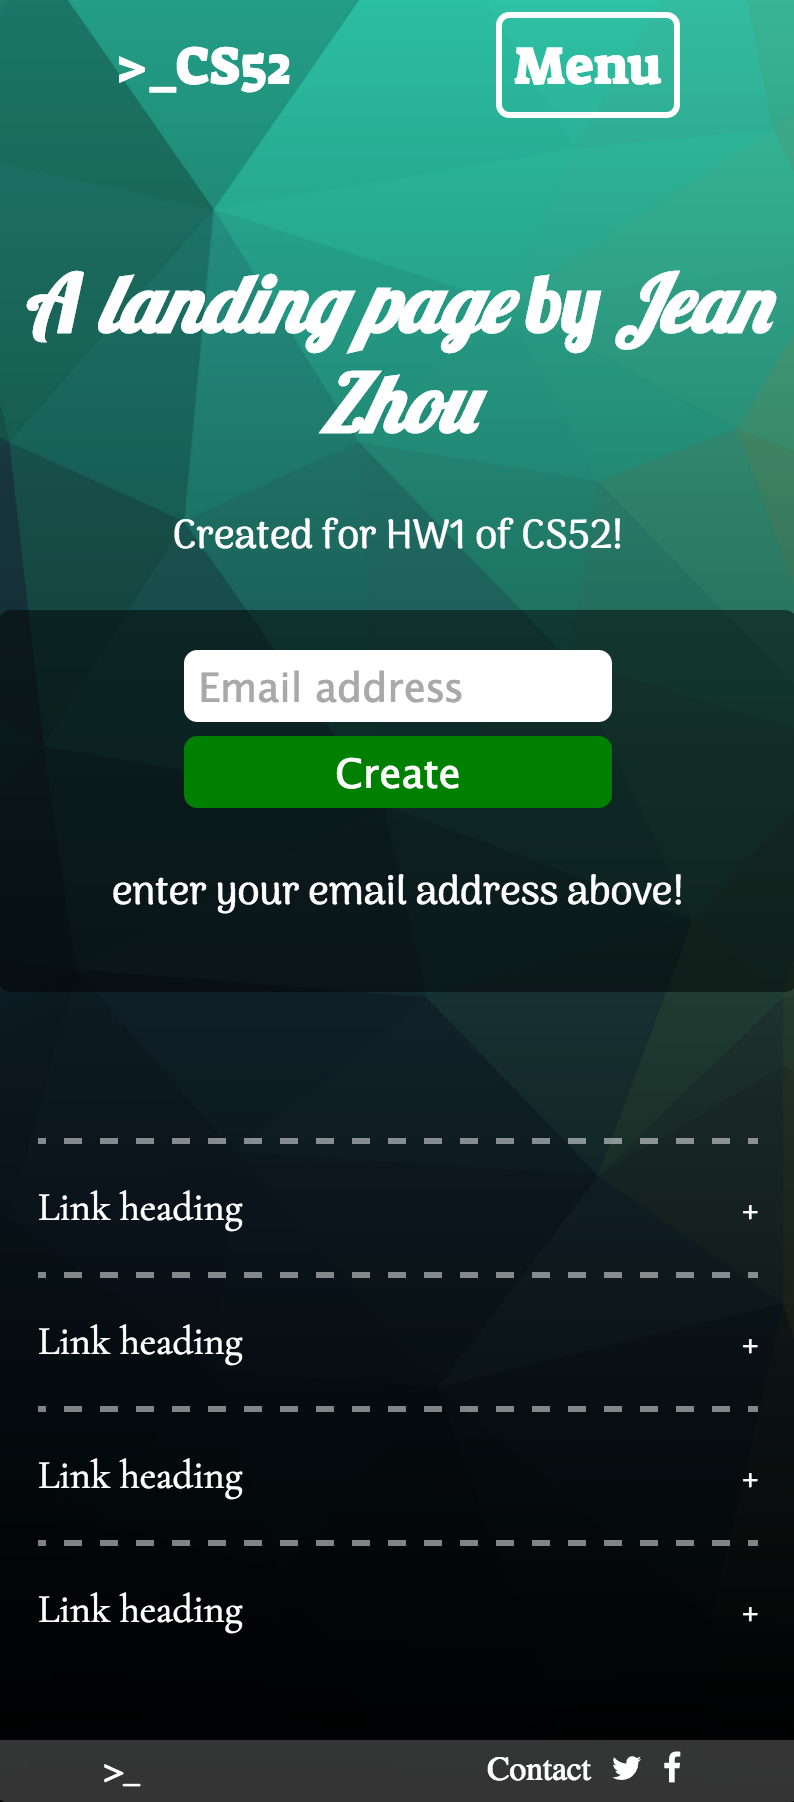 >_CS52 Menu
A landing page by Jean
Zhou
Created for HW1 of CS52!
Email address
Create
enter your email address above!
Link heading +
Link heading +
Link heading +
Link heading +
>_ Contact